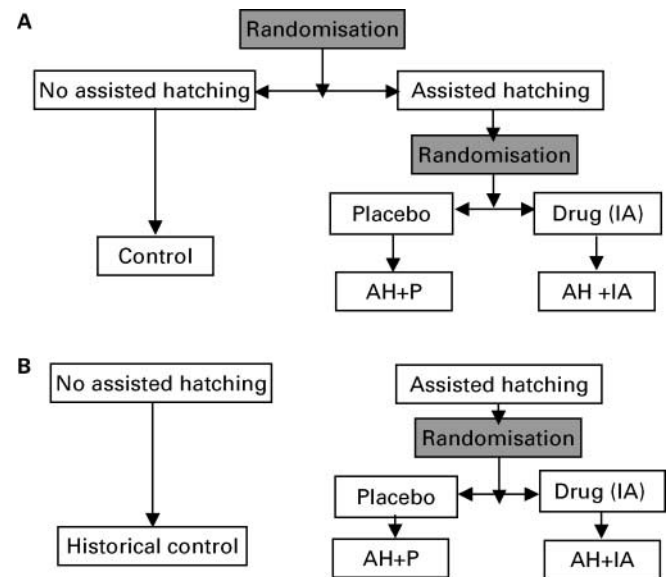 A
Randomisation
No assisted hatching
Assisted hatching
Randomisation
Placebo
Drug (IA)
Control
AH+P
AH +IA
B
No assisted hatching
Assisted hatching
Randomisation
Placebo
Drug (IA)
Historical control
AH+P
AH+IA